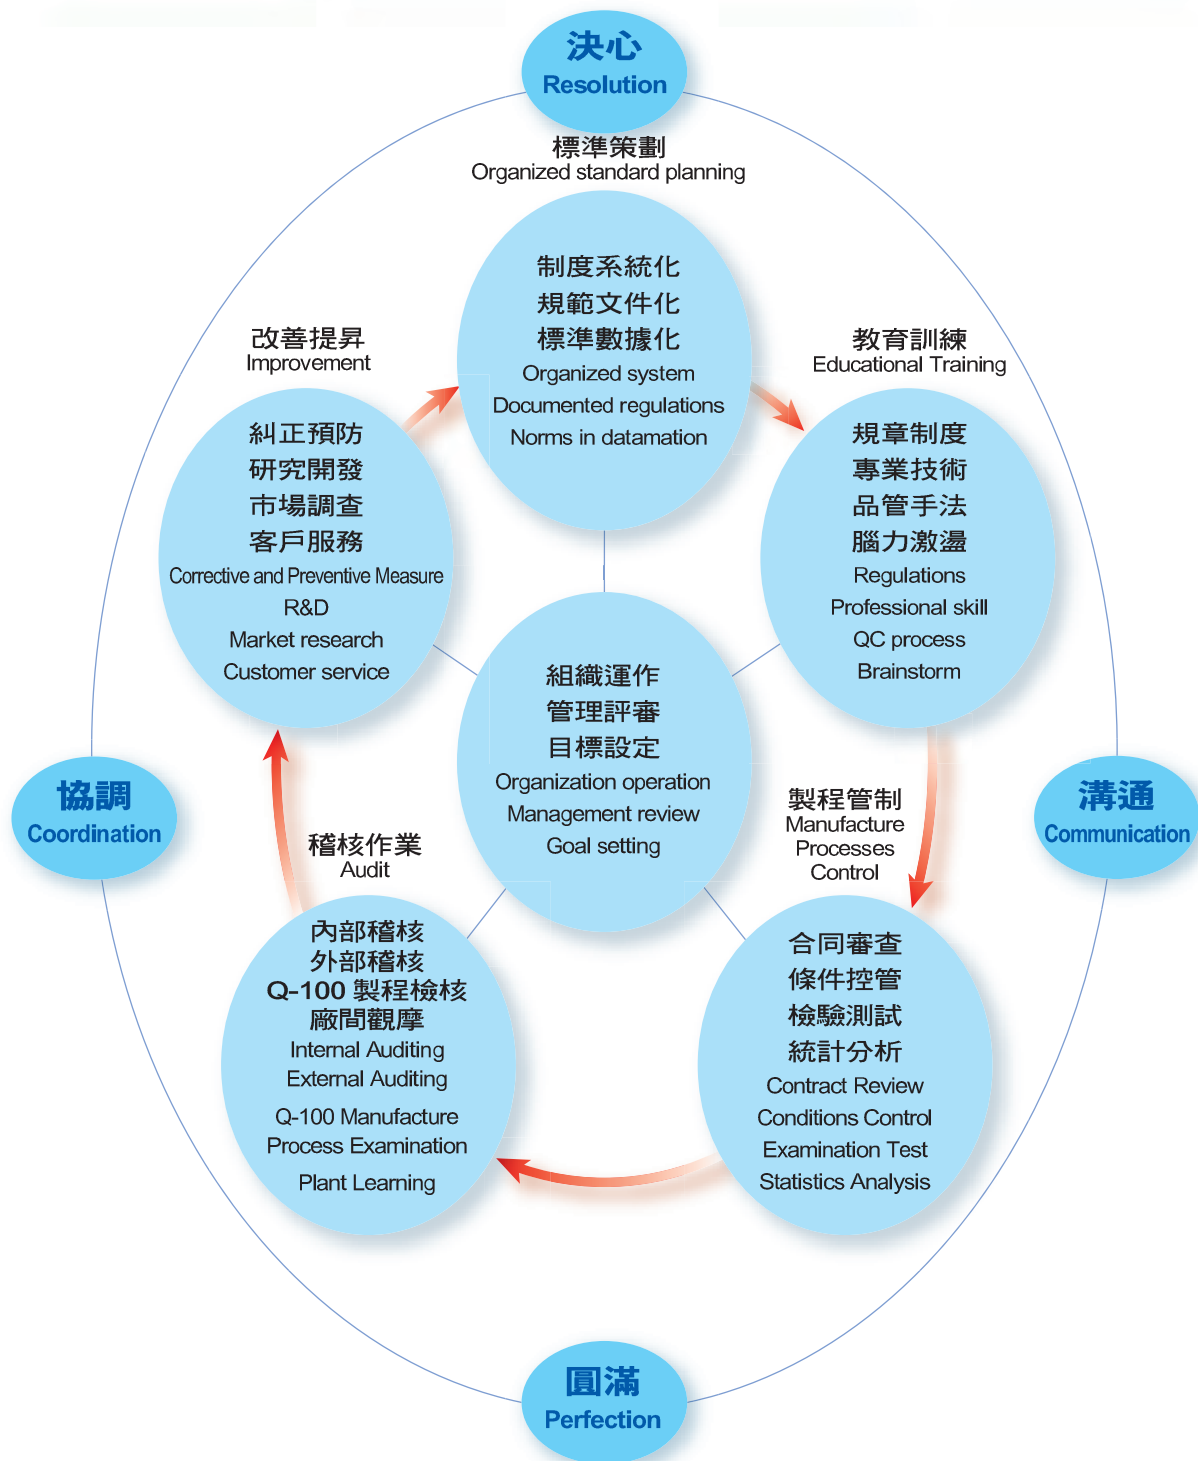 決心
Resolution
標準策劃
Organized standard planning
制度系統化
規範文件化
標準數據化
Organized system
Documented regulations
Norms in datamation
改善提昇
Improvement
糾正預防
研究開發
市場調查
客戶服務
Corrective and Preventive Measure
R&D
Market research
Customer service
教育訓練
Educational Training
規章制度
專業技術
品管手法
腦力激盪
Regulations
Professional skill
QC process
Brainstorm
組織運作
管理評審
目標設定
Organization operation
Management review
Goal setting
協調
Coordination
溝通
Communication
製程管制
Manufacture
Processes
Control
稽核作業
Audit
內部稽核
外部稽核
Q-100 製程檢核
廠間觀摩
Internal Auditing
External Auditing
Q-100 Manufacture
Process Examination
Plant Learning
合同審查
條件控管
檢驗測試
統計分析
Contract Review
Conditions Control
Examination Test
Statistics Analysis
圓滿
Perfection